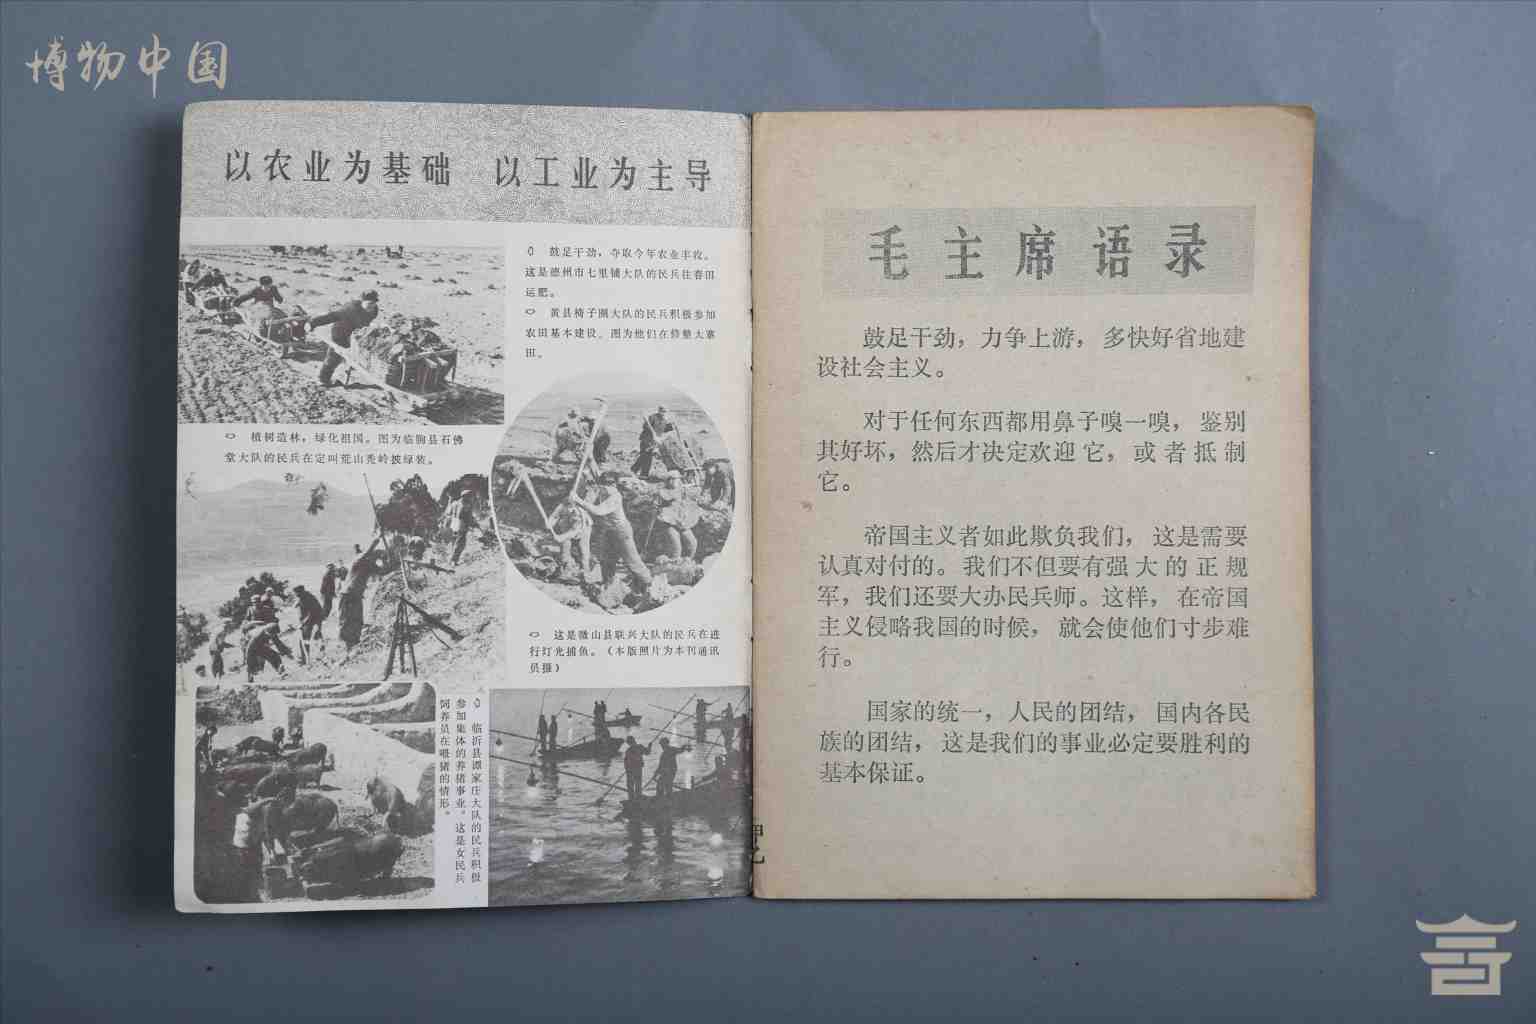 博物中国
以农业为基础 以工业为主导
鼓足干劲，夺取今年农业丰收。
这是德州市七里铺大队的民兵往春田
运肥。
黄县椅子圈大队的民兵积极参加
农田基本建设。图为他们在修整大寨
田。
植树造林，绿化祖国。图为临朐县石佛
堂大队的民兵在定叫荒山秃岭披绿装。
这是微山县联兴大队的民兵在进
行灯光捕鱼。（本版照片为本刊通讯
员摄）
临沂县谭家庄大队的民兵积极
参加集体的养猪事业。这是女民兵
饲养员在喂猪的情形。
毛主席语录
鼓足干劲，力争上游，多快好省地建
设社会主义。
对于任何东西都用鼻子嗅一嗅，鉴别
其好坏，然后才决定欢迎它，或者抵制
它。
帝国主义者如此欺负我们，这是需要
认真对付的。我们不但要有强大的正规
军，我们还要大办民兵师。这样，在帝国
主义侵略我国的时候，就会使他们寸步难
行。
国家的统一，人民的团结，国内各民
族的团结，这是我们的事业必定要胜利的
基本保证。